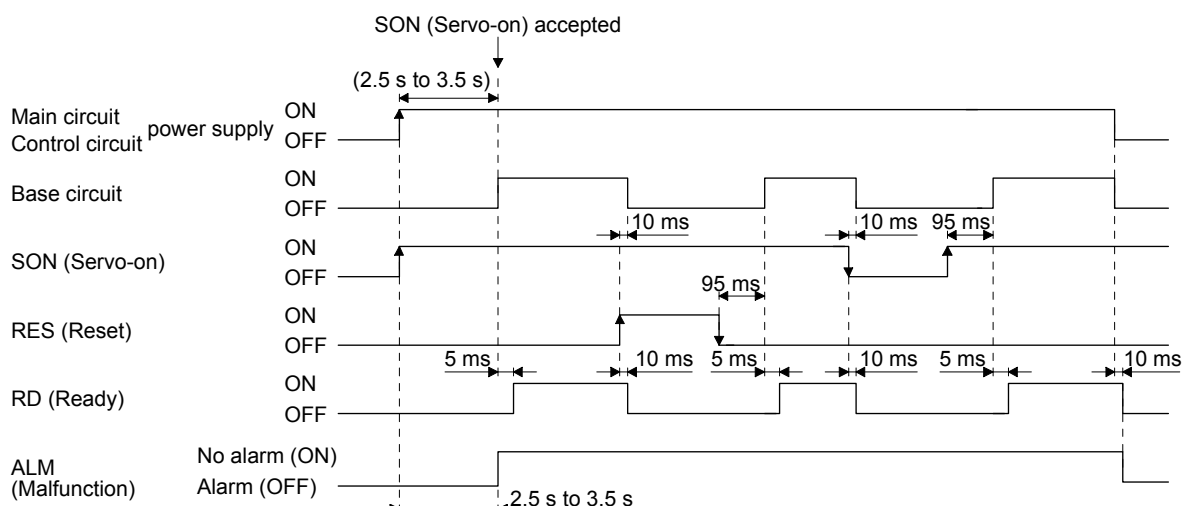 SON (Servo-on) accepted
(2.5 s to 3.5 s)
Main circuit
Control circuit
power supply
ON
OFF
Base circuit
ON
OFF
10 ms
10 ms
95 ms
SON (Servo-on)
ON
OFF
95 ms
RES (Reset)
ON
OFF
5 ms
10 ms
5 ms
10 ms
5 ms
10 ms
RD (Ready)
ON
OFF
ALM
(Malfunction)
No alarm (ON)
Alarm (OFF)
2.5 s to 3.5 s